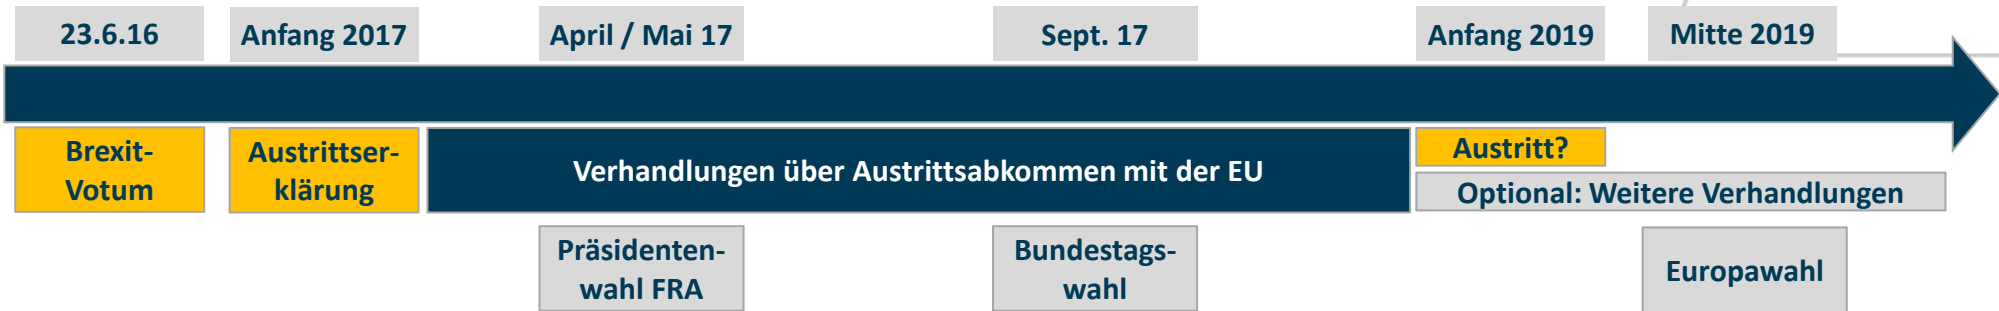 23.6.16
Anfang 2017
April / Mai 17
Sept. 17
Anfang 2019
Mitte 2019
Brexit-
Votum
Austrittser-
klärung
Verhandlungen über Austrittsabkommen mit der EU
Austritt?
Optional: Weitere Verhandlungen
Präsidenten-
wahl FRA
Bundestags-
wahl
Europawahl